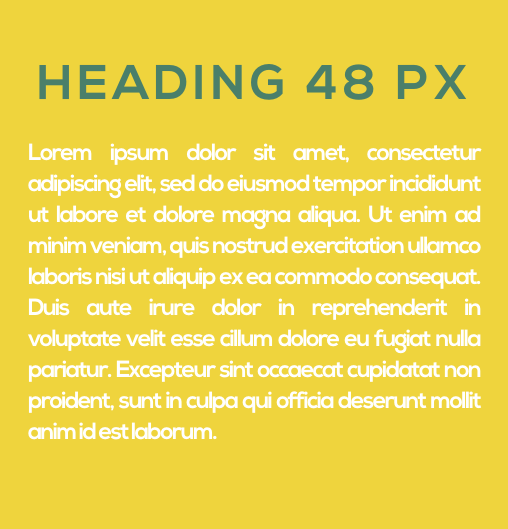 HEADING 48 PX
Lorem ipsum dolor sit amet, consectetur
adipiscing elit, sed do eiusmod tempor incididunt
ut labore et dolore magna aliqua. Ut enim ad
minim veniam, quis nostrud exercitation ullamco
laboris nisi ut aliquip ex ea commodo consequat.
Duis aute irure dolor in reprehenderit in
voluptate velit esse cillum dolore eu fugiat nulla
pariatur. Excepteur sint occaecat cupidatat non
proident, sunt in culpa qui officia deserunt mollit
anim id est laborum.